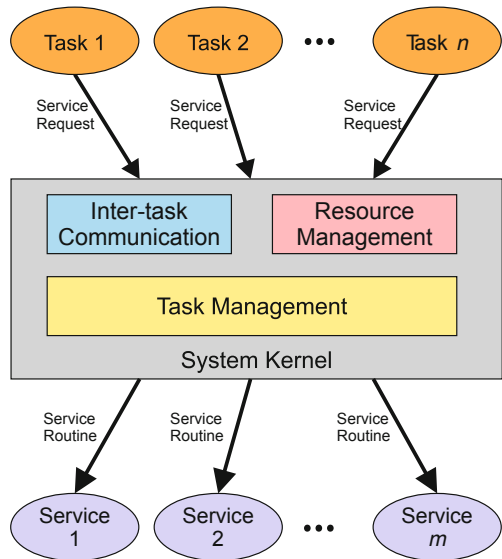 Task 1
Task 2
•••
Task n
Service
Request
Service
Request
Service
Request
Inter-task
Communication
Resource
Management
Task Management
System Kernel
Service
Routine
Service
Routine
Service
Routine
Service
1
Service
2
•••
Service
m